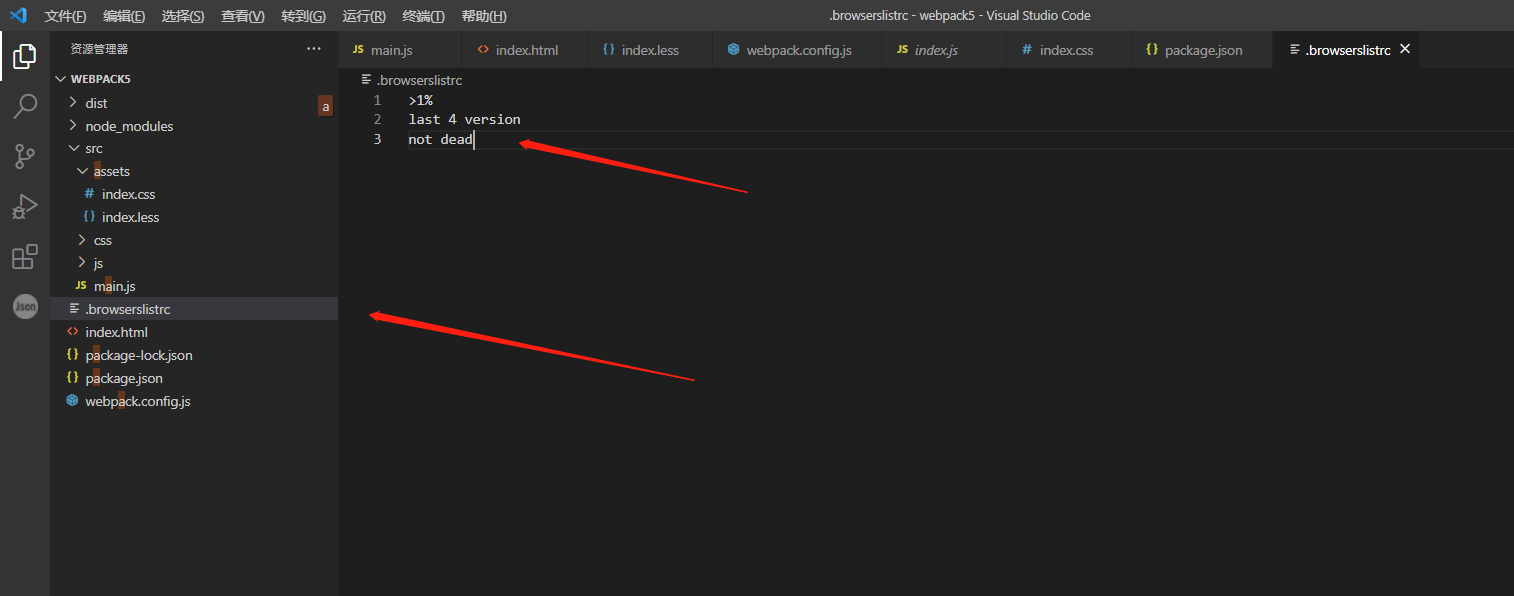 文件(F) 编辑(E) 选择(S) 查看(V) 转到(G) 运行(R) 终端(T) 帮助(H) .browserslistrc - webpack5 - Visual Studio Code
资源管理器 ···
JS main.js <> index.html {} index.less webpack.config.js JS index.js # index.css {} package.json .browserslistrc ×
WEBPACK5
dist a
node_modules
src
assets
# index.css
{} index.less
css
js
JS main.js
.browserslistrc
<> index.html
{} package-lock.json
{} package.json
webpack.config.js
Json
.browserslistrc
1 >1%
2 last 4 version
3 not dead